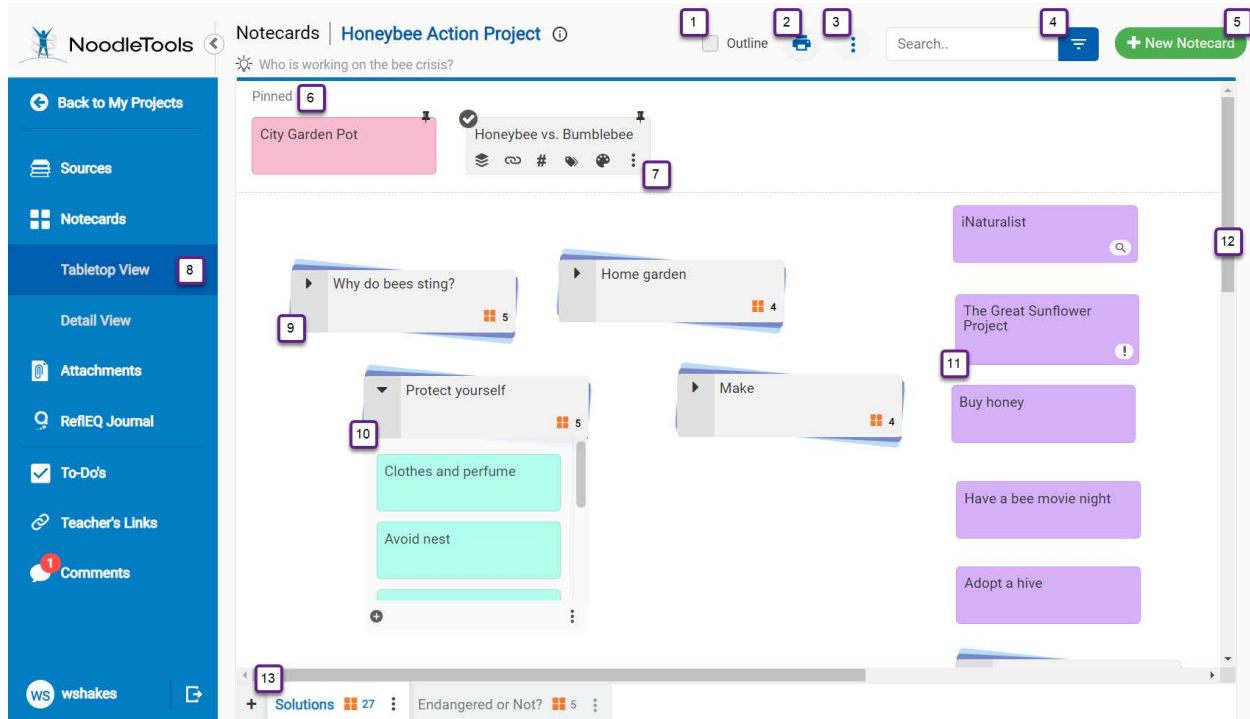 NoodleTools
Notecards | Honeybee Action Project
Who is working on the bee crisis?
1
Outline
2
3
Search..
4
+ New Notecard
5
Back to My Projects
Sources
Notecards
Tabletop View
8
Detail View
Attachments
ReflEQ Journal
To-Do's
Teacher's Links
1
Comments
ws
wshakes
Pinned
6
City Garden Pot
Honeybee vs. Bumblebee
#
7
Why do bees sting?
5
9
Home garden
4
Protect yourself
5
10
Clothes and perfume
Avoid nest
Make
4
iNaturalist
The Great Sunflower
Project
!
11
Buy honey
Have a bee movie night
Adopt a hive
12
13
+ Solutions 27
Endangered or Not? 5